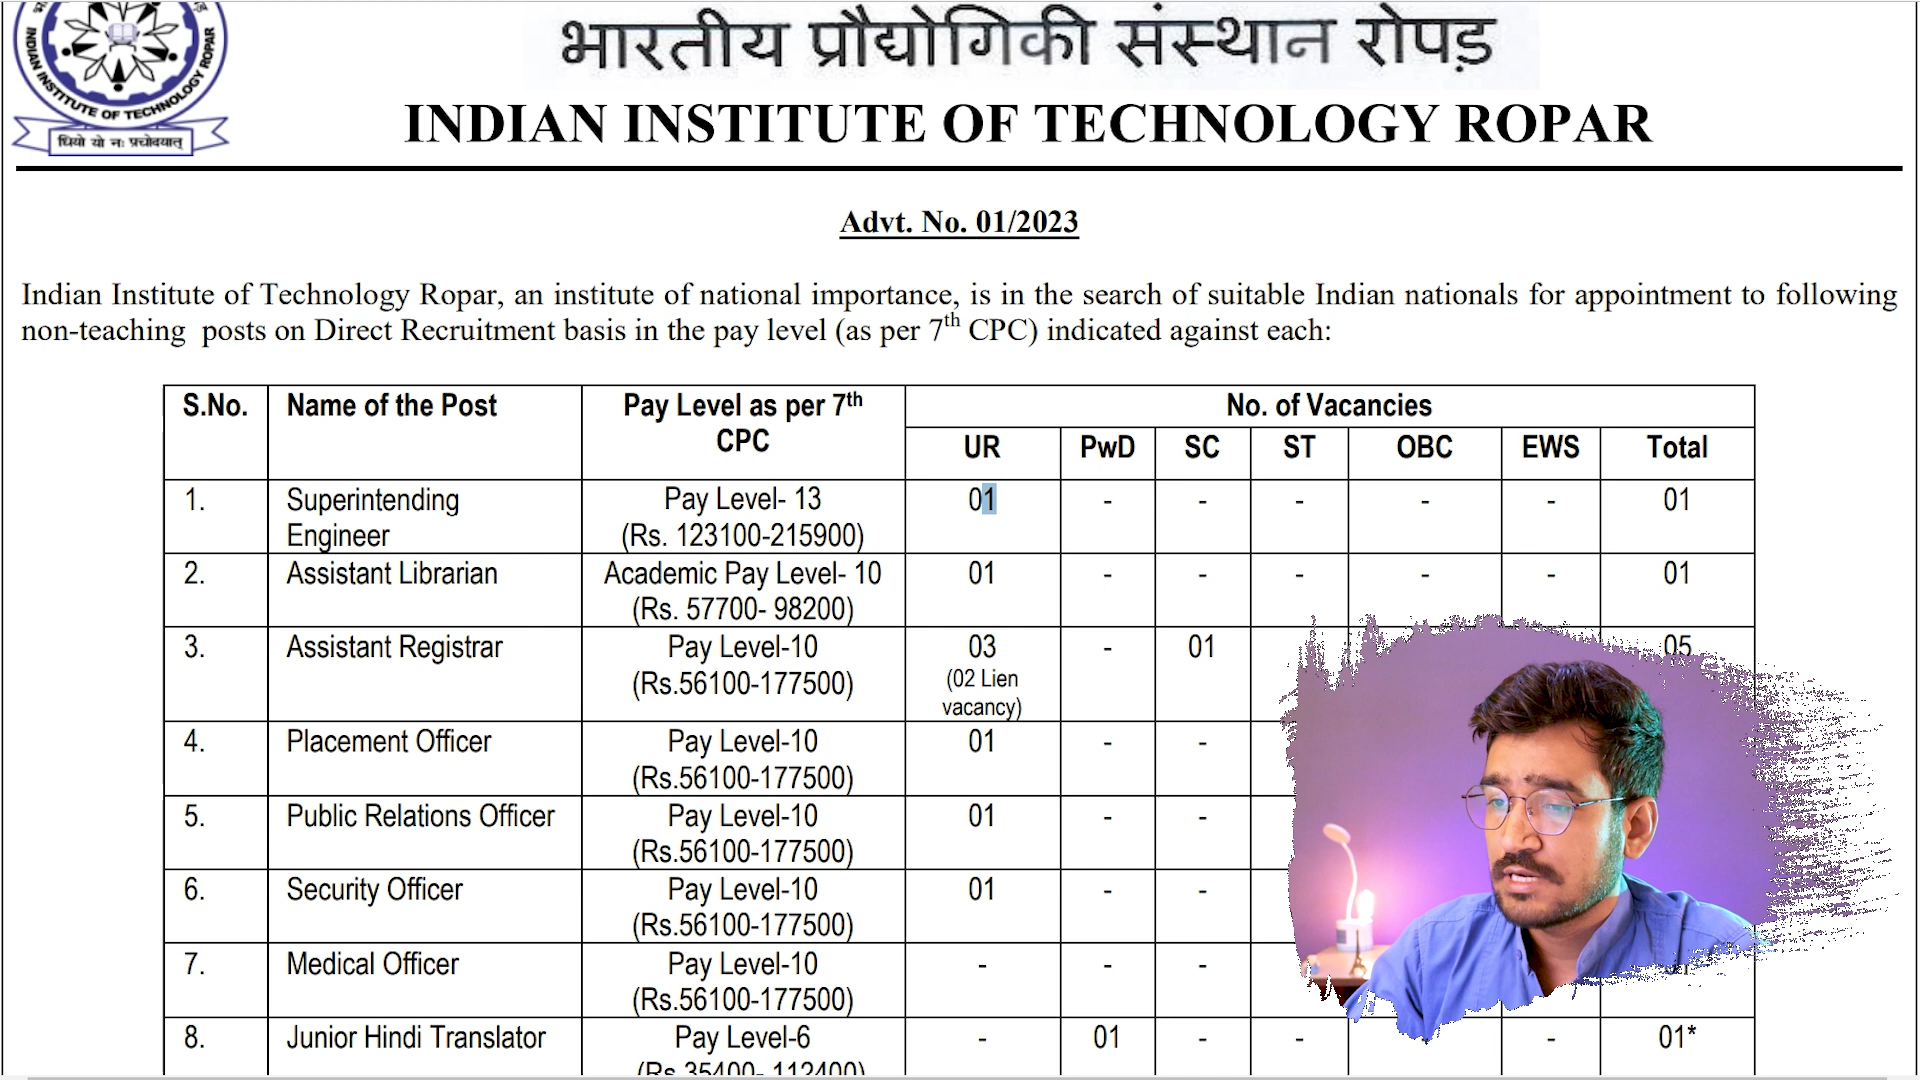 INDIAN INSTITUTE OF TECHNOLOGY ROPAR
धियो यो नः प्रचोदयात्
भारतीय प्रौद्योगिकी संस्थान रोपड़
INDIAN INSTITUTE OF TECHNOLOGY ROPAR
Advt. No. 01/2023
Indian Institute of Technology Ropar, an institute of national importance, is in the search of suitable Indian nationals for appointment to following
non-teaching posts on Direct Recruitment basis in the pay level (as per 7th CPC) indicated against each:
S.No. Name of the Post Pay Level as per 7th CPC No. of Vacancies
UR PwD SC ST OBC EWS Total
1. Superintending Engineer Pay Level- 13 (Rs. 123100-215900) 01 - - - - - 01
2. Assistant Librarian Academic Pay Level- 10 (Rs. 57700- 98200) 01 - - - - - 01
3. Assistant Registrar Pay Level-10 (Rs.56100-177500) 03 (02 Lien vacancy) - 01 05
4. Placement Officer Pay Level-10 (Rs.56100-177500) 01 - -
5. Public Relations Officer Pay Level-10 (Rs.56100-177500) 01 - -
6. Security Officer Pay Level-10 (Rs.56100-177500) 01 - -
7. Medical Officer Pay Level-10 (Rs.56100-177500) - - -
8. Junior Hindi Translator Pay Level-6 (Rs.35400- 112400) - 01 - - - - 01*